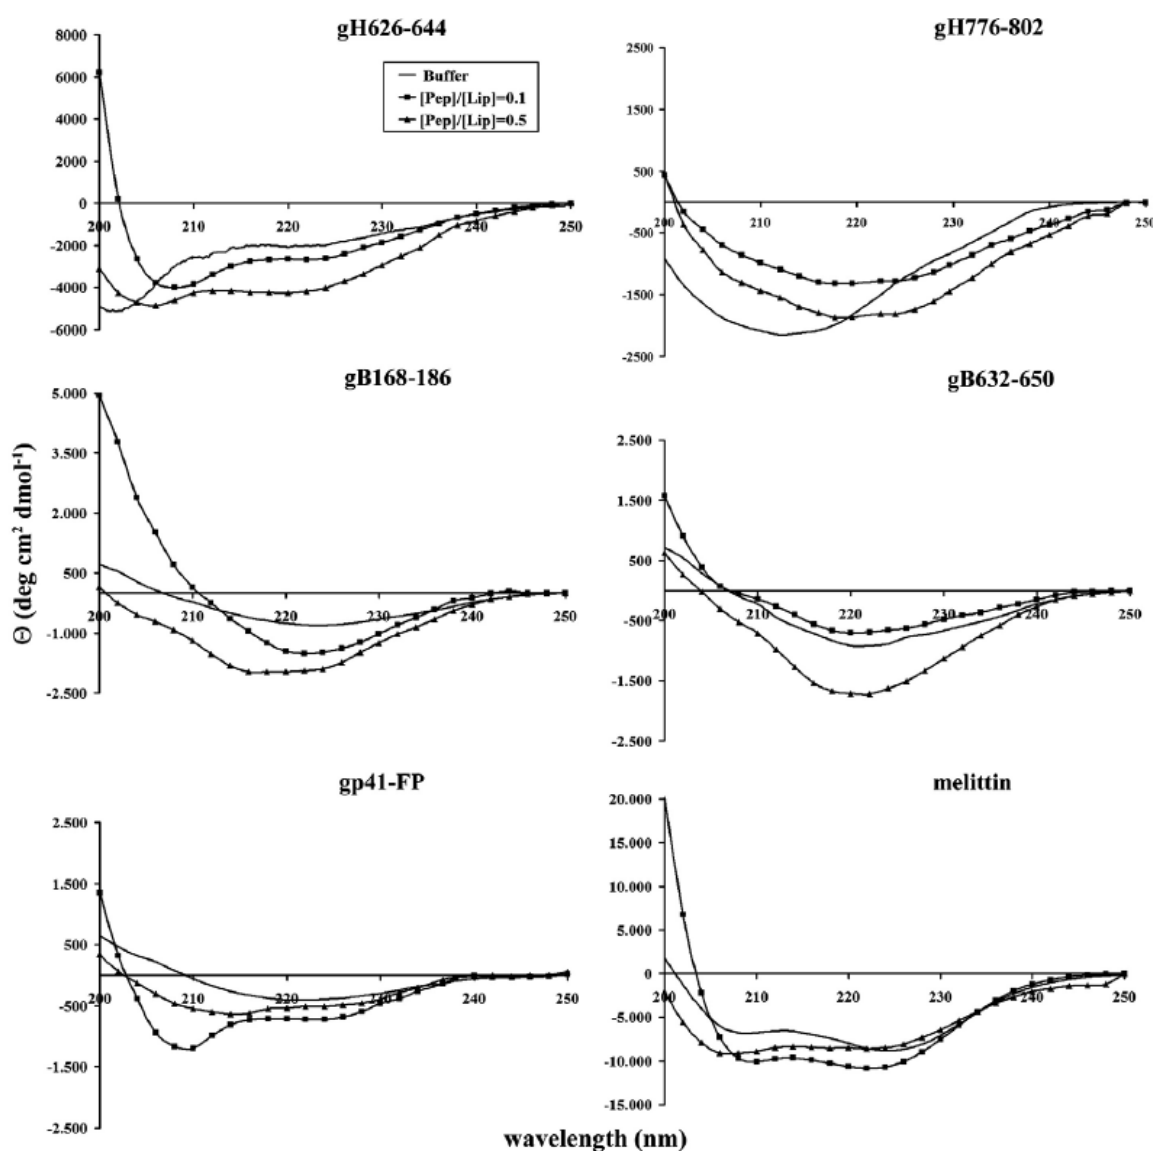 gH626-644
8000
6000
4000
2000
0
-2000
-4000
-6000
200 210 220 230 240 250
Buffer
[Pep]/[Lip]=0.1
[Pep]/[Lip]=0.5
gH776-802
2500
1500
500
-500
-1500
-2500
200 210 220 230 240 250
gB168-186
5.000
3.500
2.000
500
-1.000
-2.500
200 210 220 230 240 250
gB632-650
2.500
1.500
500
-500
-1.500
-2.500
200 210 220 230 240 250
Θ (deg cm² dmol⁻¹)
gp41-FP
2.500
1.500
500
-500
-1.500
-2.500
200 210 220 230 240 250
melittin
20.000
15.000
10.000
5.000
0
-5.000
-10.000
-15.000
200 210 220 230 240 250
wavelength (nm)